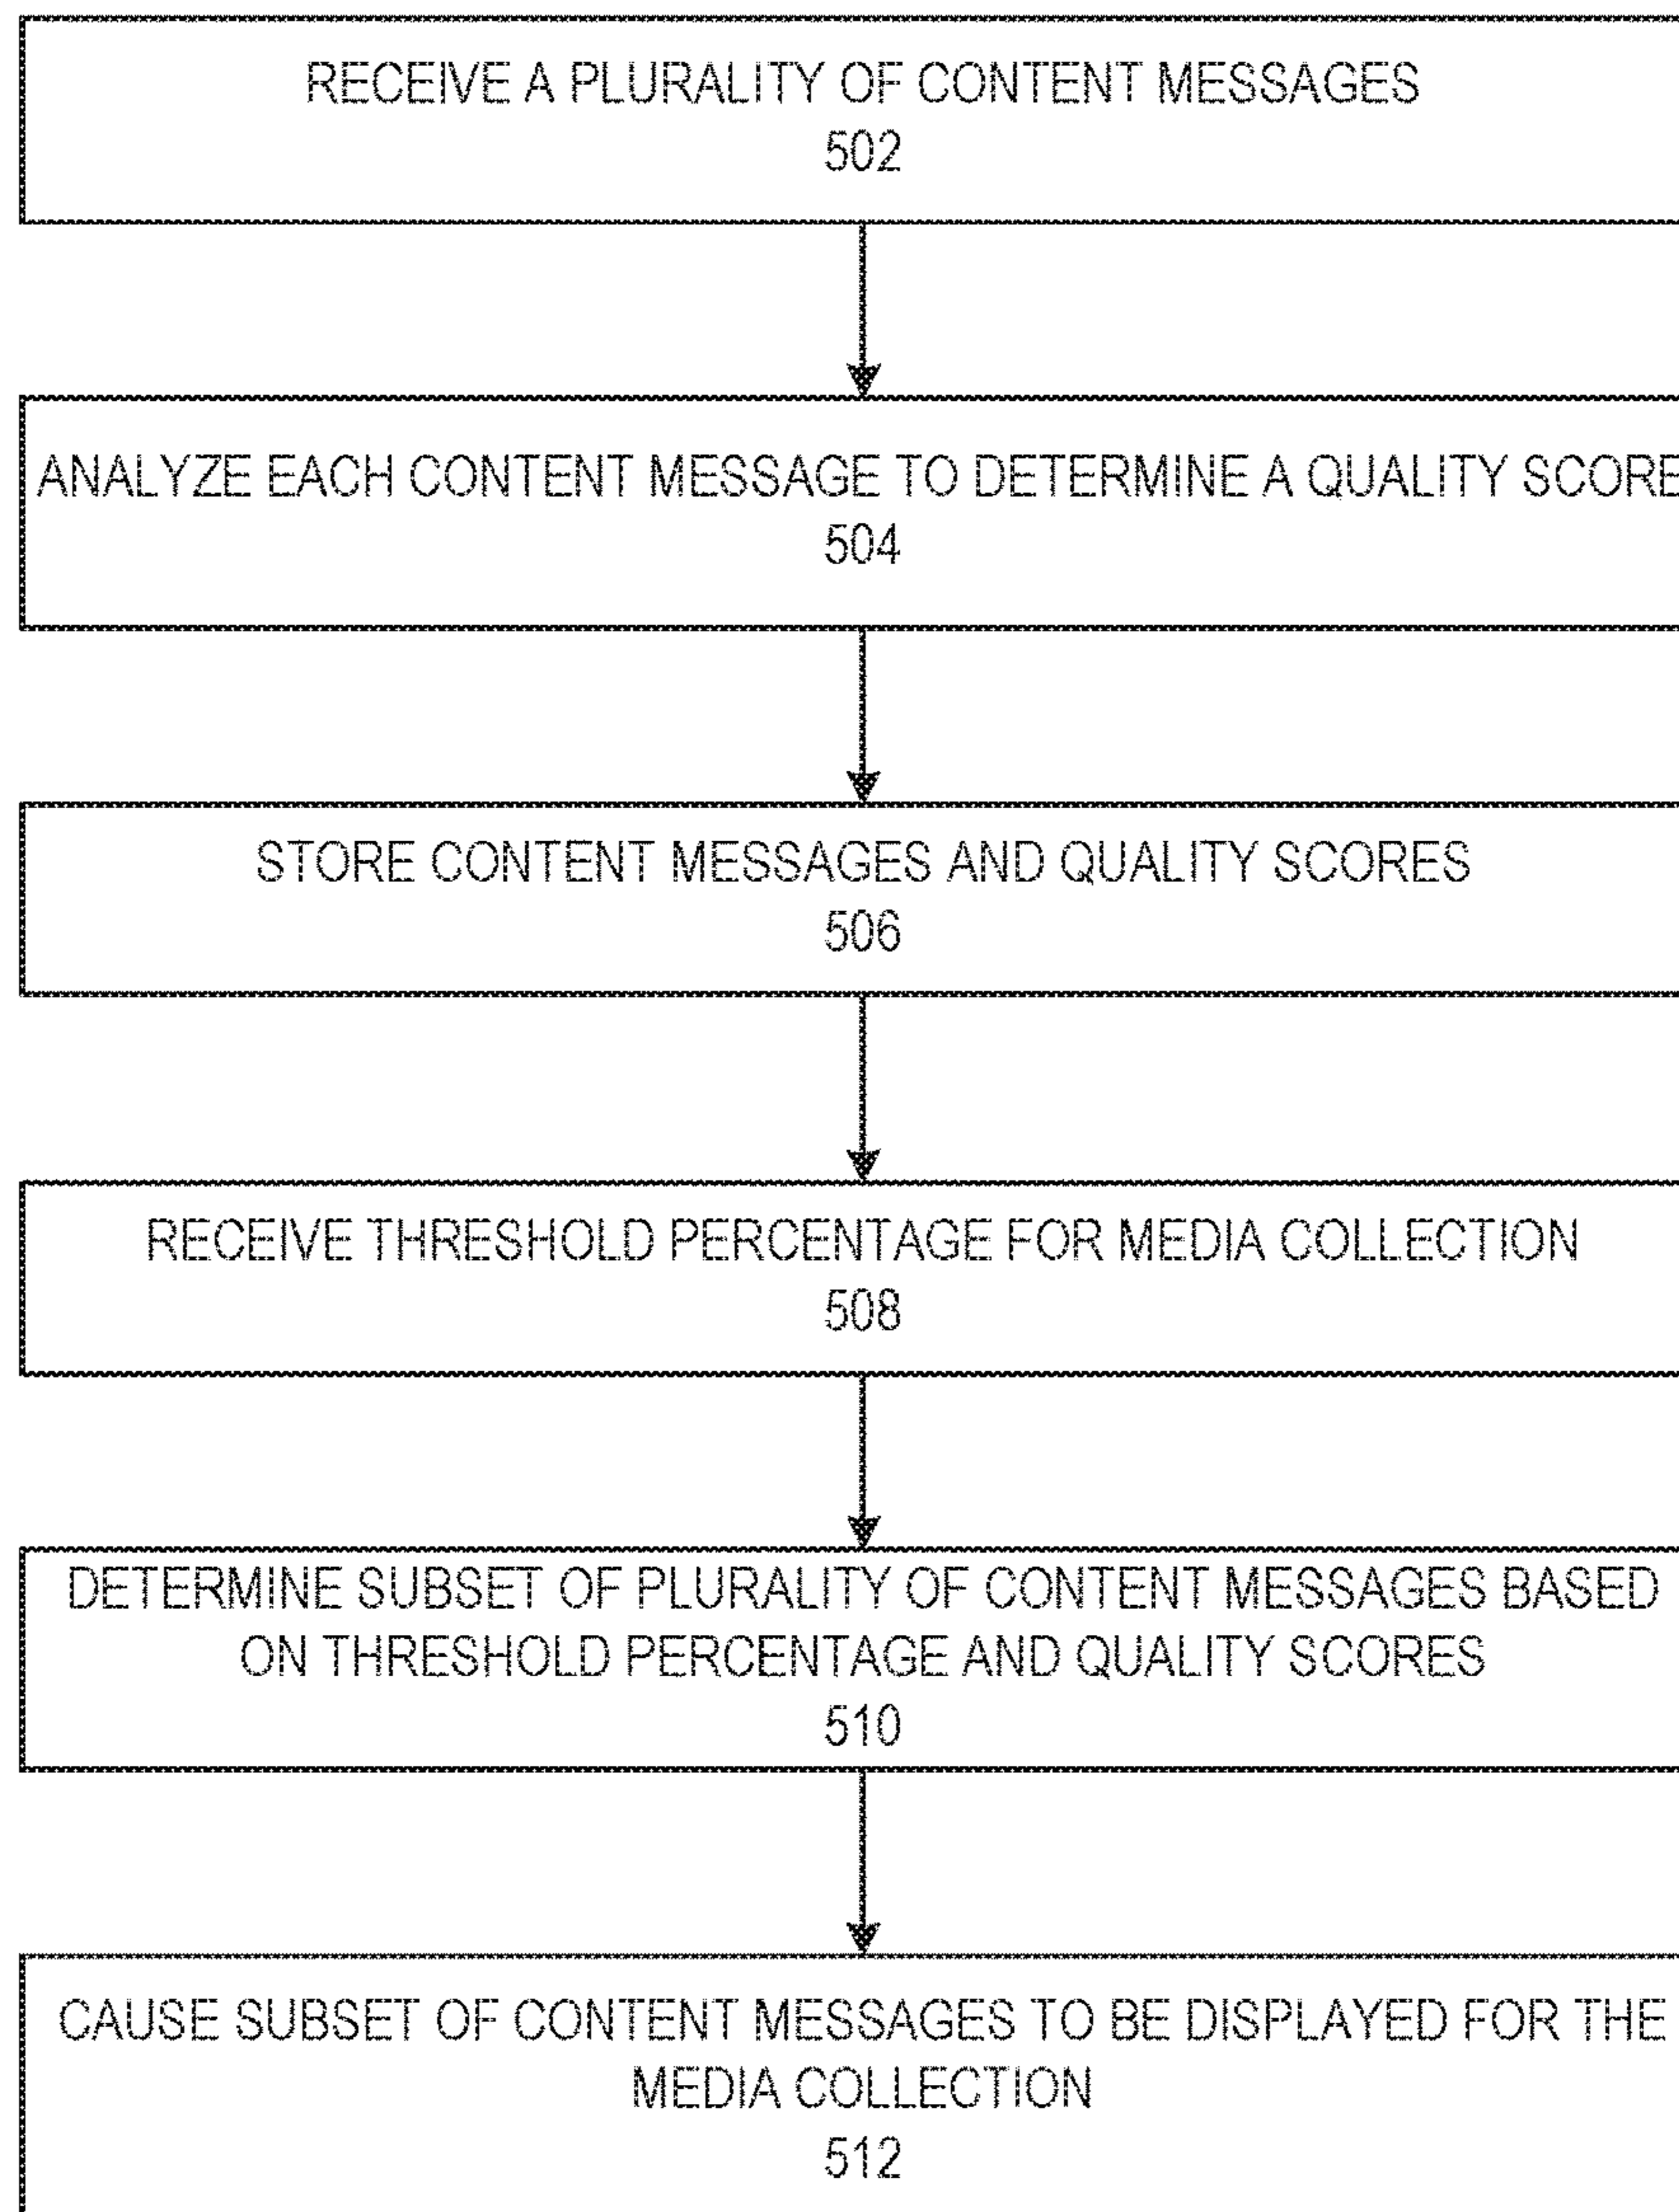 RECEIVE A PLURALITY OF CONTENT MESSAGES
502
ANALYZE EACH CONTENT MESSAGE TO DETERMINE A QUALITY SCORE
504
STORE CONTENT MESSAGES AND QUALITY SCORES
506
RECEIVE THRESHOLD PERCENTAGE FOR MEDIA COLLECTION
508
DETERMINE SUBSET OF PLURALITY OF CONTENT MESSAGES BASED
ON THRESHOLD PERCENTAGE AND QUALITY SCORES
510
CAUSE SUBSET OF CONTENT MESSAGES TO BE DISPLAYED FOR THE
MEDIA COLLECTION
512